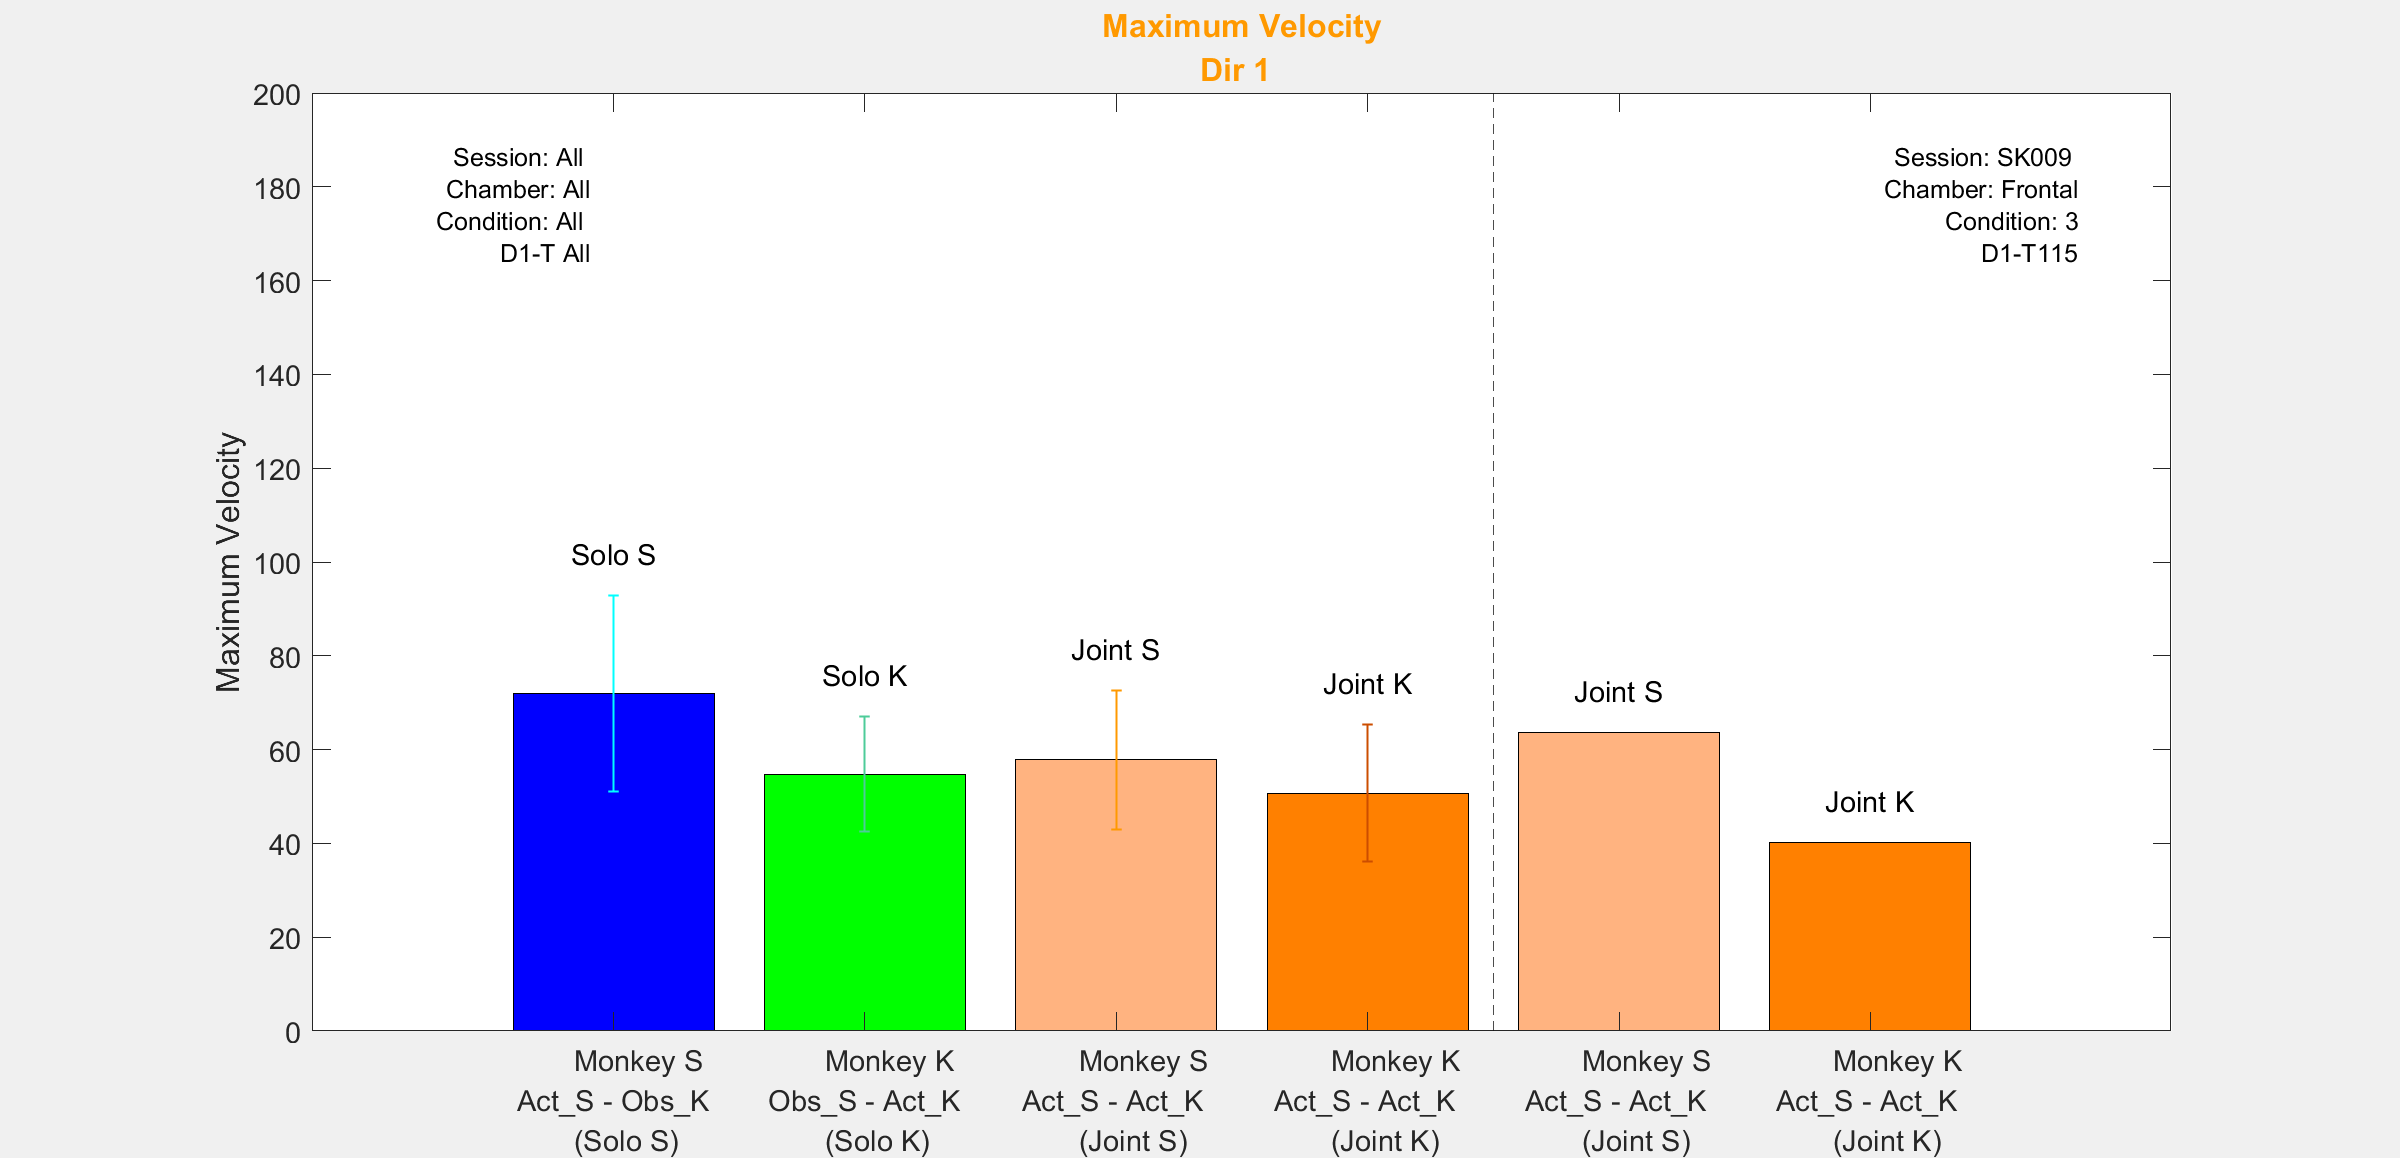 Maximum Velocity
Dir 1
200
180
160
140
120
100
80
60
40
20
0
Maximum Velocity
Session: All
Chamber: All
Condition: All
D1-T All
Session: SK009
Chamber: Frontal
Condition: 3
D1-T115
Solo S
Solo K
Joint S
Joint K
Joint S
Joint K
Monkey S
Act_S - Obs_K
(Solo S)
Monkey K
Obs_S - Act_K
(Solo K)
Monkey S
Act_S - Act_K
(Joint S)
Monkey K
Act_S - Act_K
(Joint K)
Monkey S
Act_S - Act_K
(Joint S)
Monkey K
Act_S - Act_K
(Joint K)